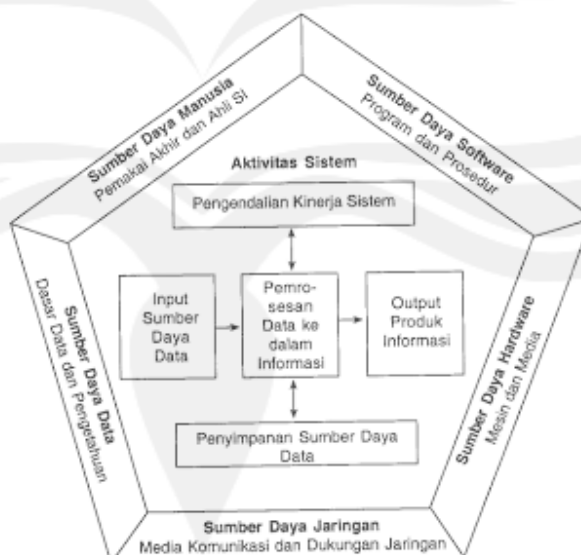 Sumber Daya Manusia
Pemakai Akhir dan Ahli SI
Sumber Daya Software
Program dan Prosedur
Aktivitas Sistem
Pengendalian Kinerja Sistem
Input
Sumber
Daya
Data
Pemro-
sesan
Data ke
dalam
Informasi
Output
Produk
Informasi
Penyimpanan Sumber Daya
Data
Sumber Daya Data
Dasar Data dan Pengetahuan
Sumber Daya Hardware
Mesin dan Media
Sumber Daya Jaringan
Media Komunikasi dan Dukungan Jaringan